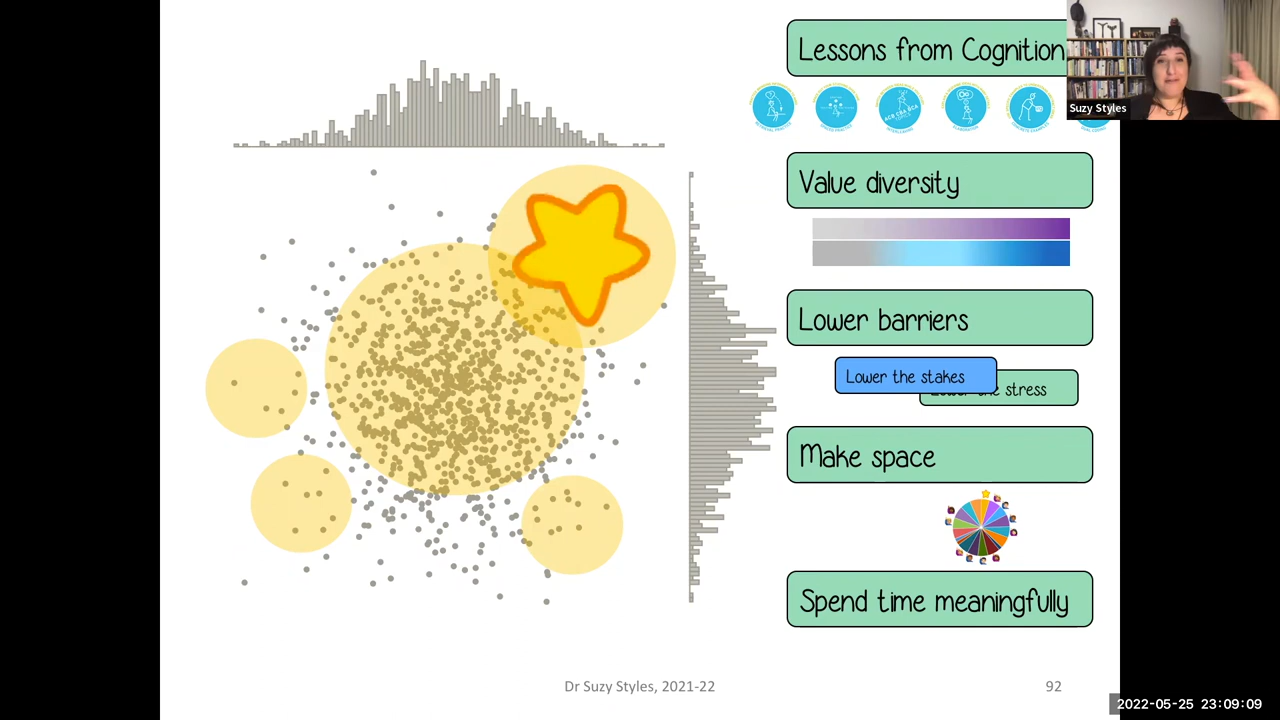 Lessons from Cognition
Suzy Styles
Value diversity
Lower barriers
Lower the stakes
stress
Make space
Spend time meaningfully
Dr Suzy Styles, 2021-22
92
2022-05-25 23:09:09